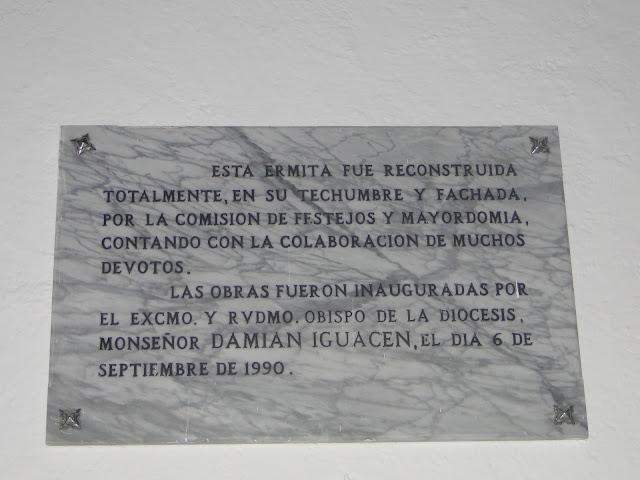 ESTA ERMITA FUE RECONSTRUIDA
TOTALMENTE, EN SU TECHUMBRE Y FACHADA,
POR LA COMISION DE FESTEJOS Y MAYORDOMIA,
CONTANDO CON LA COLABORACION DE MUCHOS
DEVOTOS.
LAS OBRAS FUERON INAUGURADAS POR
EL EXCMO. Y RVDMO. OBISPO DE LA DIOCESIS,
MONSEÑOR DAMIAN IGUACEN, EL DIA 6 DE
SEPTIEMBRE DE 1990.